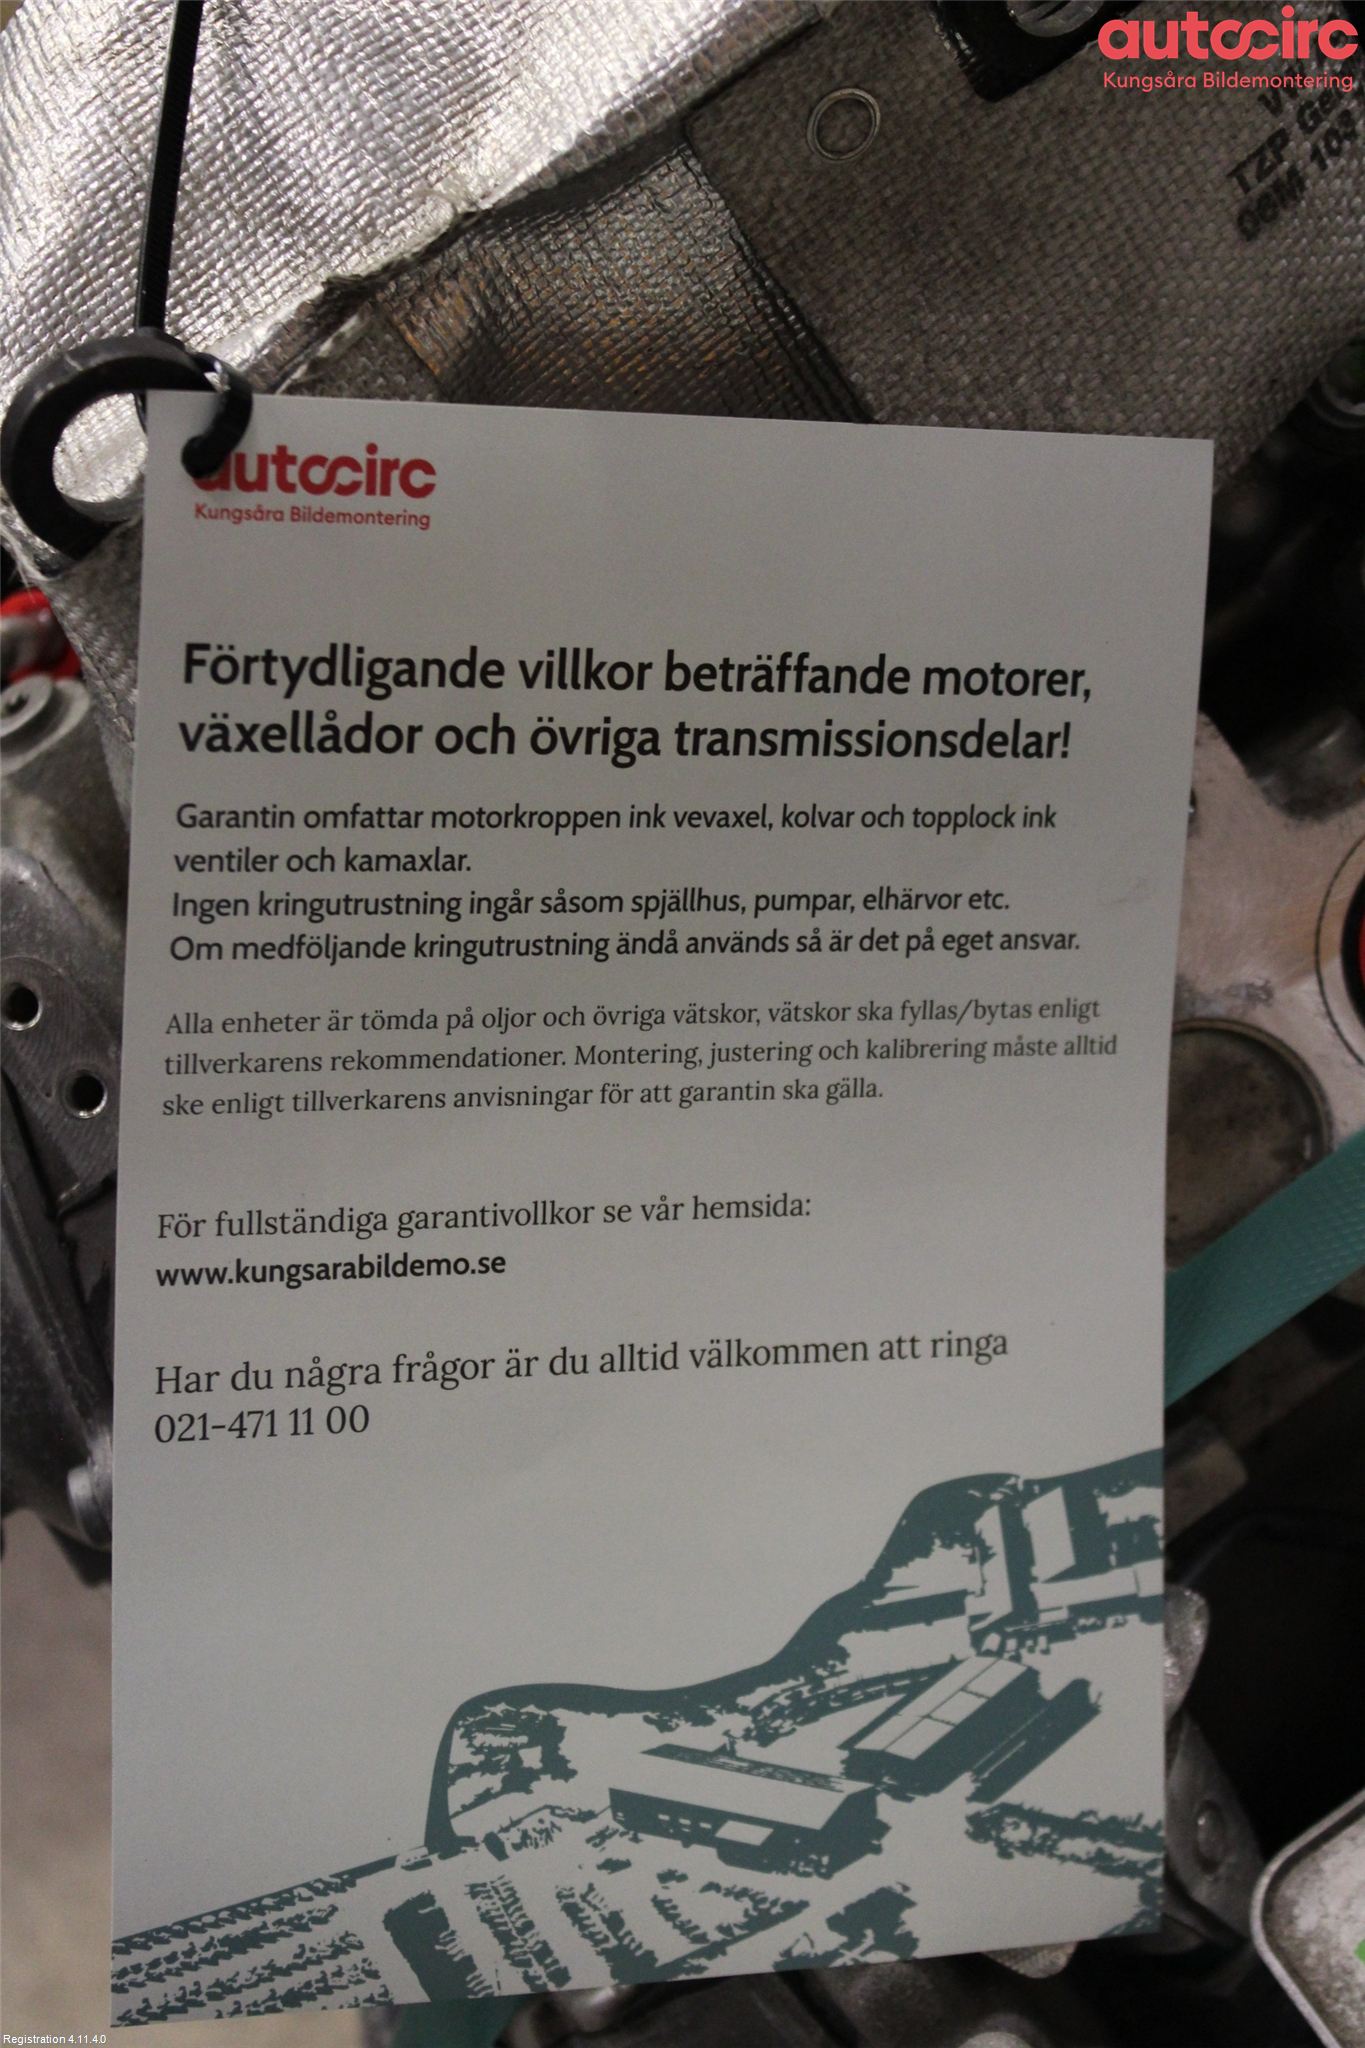 autocirc
Kungsåra Bildemontering
TZP Ge
06M 103
autocirc
Kungsåra Bildemontering
Förtydligande villkor beträffande motorer,
växellådor och övriga transmissionsdelar!
Garantin omfattar motorkroppen ink vevaxel, kolvar och topplock ink
ventiler och kamaxlar.
Ingen kringutrustning ingår såsom spjällhus, pumpar, elhärvor etc.
Om medföljande kringutrustning ändå används så är det på eget ansvar.
Alla enheter är tömda på oljor och övriga vätskor, vätskor ska fyllas/bytas enligt
tillverkarens rekommendationer. Montering, justering och kalibrering måste alltid
ske enligt tillverkarens anvisningar för att garantin ska gälla.
För fullständiga garantivollkor se vår hemsida:
www.kungsarabildemo.se
Har du några frågor är du alltid välkommen att ringa
021-471 11 00
Registration 4.11.4.0